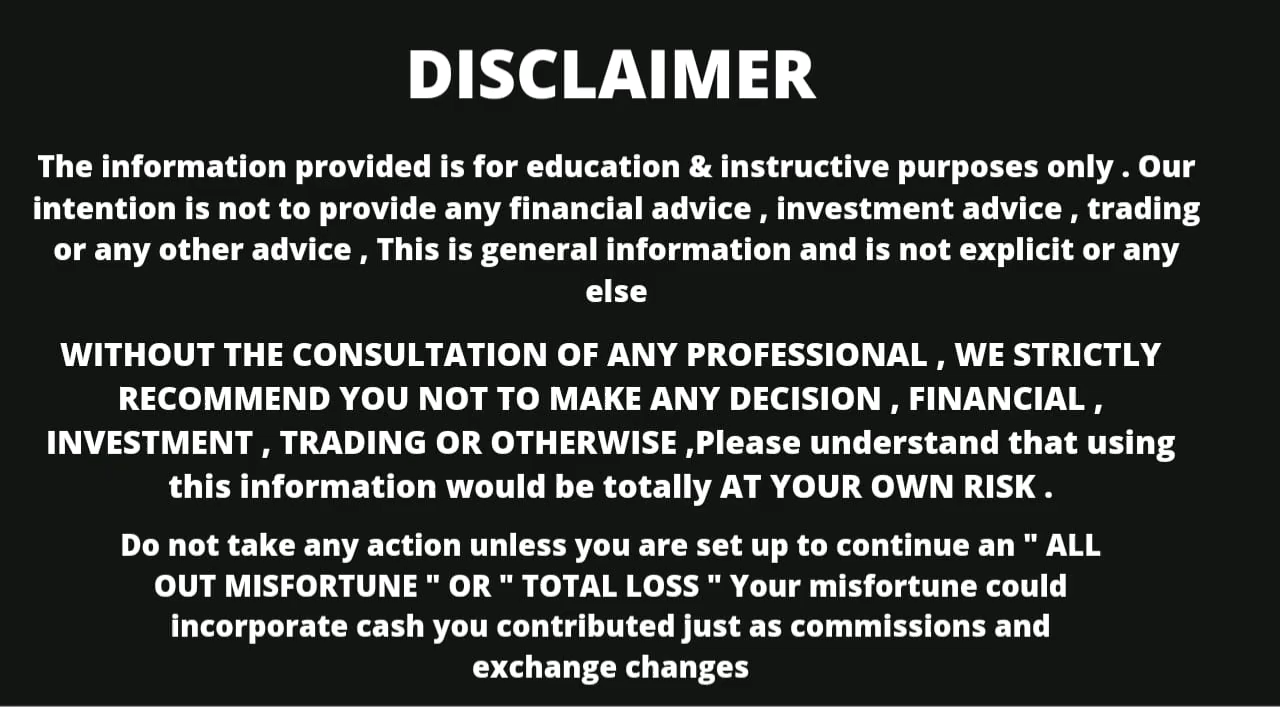 DISCLAIMER
The information provided is for education & instructive purposes only . Our
intention is not to provide any financial advice , investment advice , trading
or any other advice , This is general information and is not explicit or any
else
WITHOUT THE CONSULTATION OF ANY PROFESSIONAL , WE STRICTLY
RECOMMEND YOU NOT TO MAKE ANY DECISION , FINANCIAL ,
INVESTMENT , TRADING OR OTHERWISE ,Please understand that using
this information would be totally AT YOUR OWN RISK .
Do not take any action unless you are set up to continue an " ALL
OUT MISFORTUNE " OR " TOTAL LOSS " Your misfortune could
incorporate cash you contributed just as commissions and
exchange changes